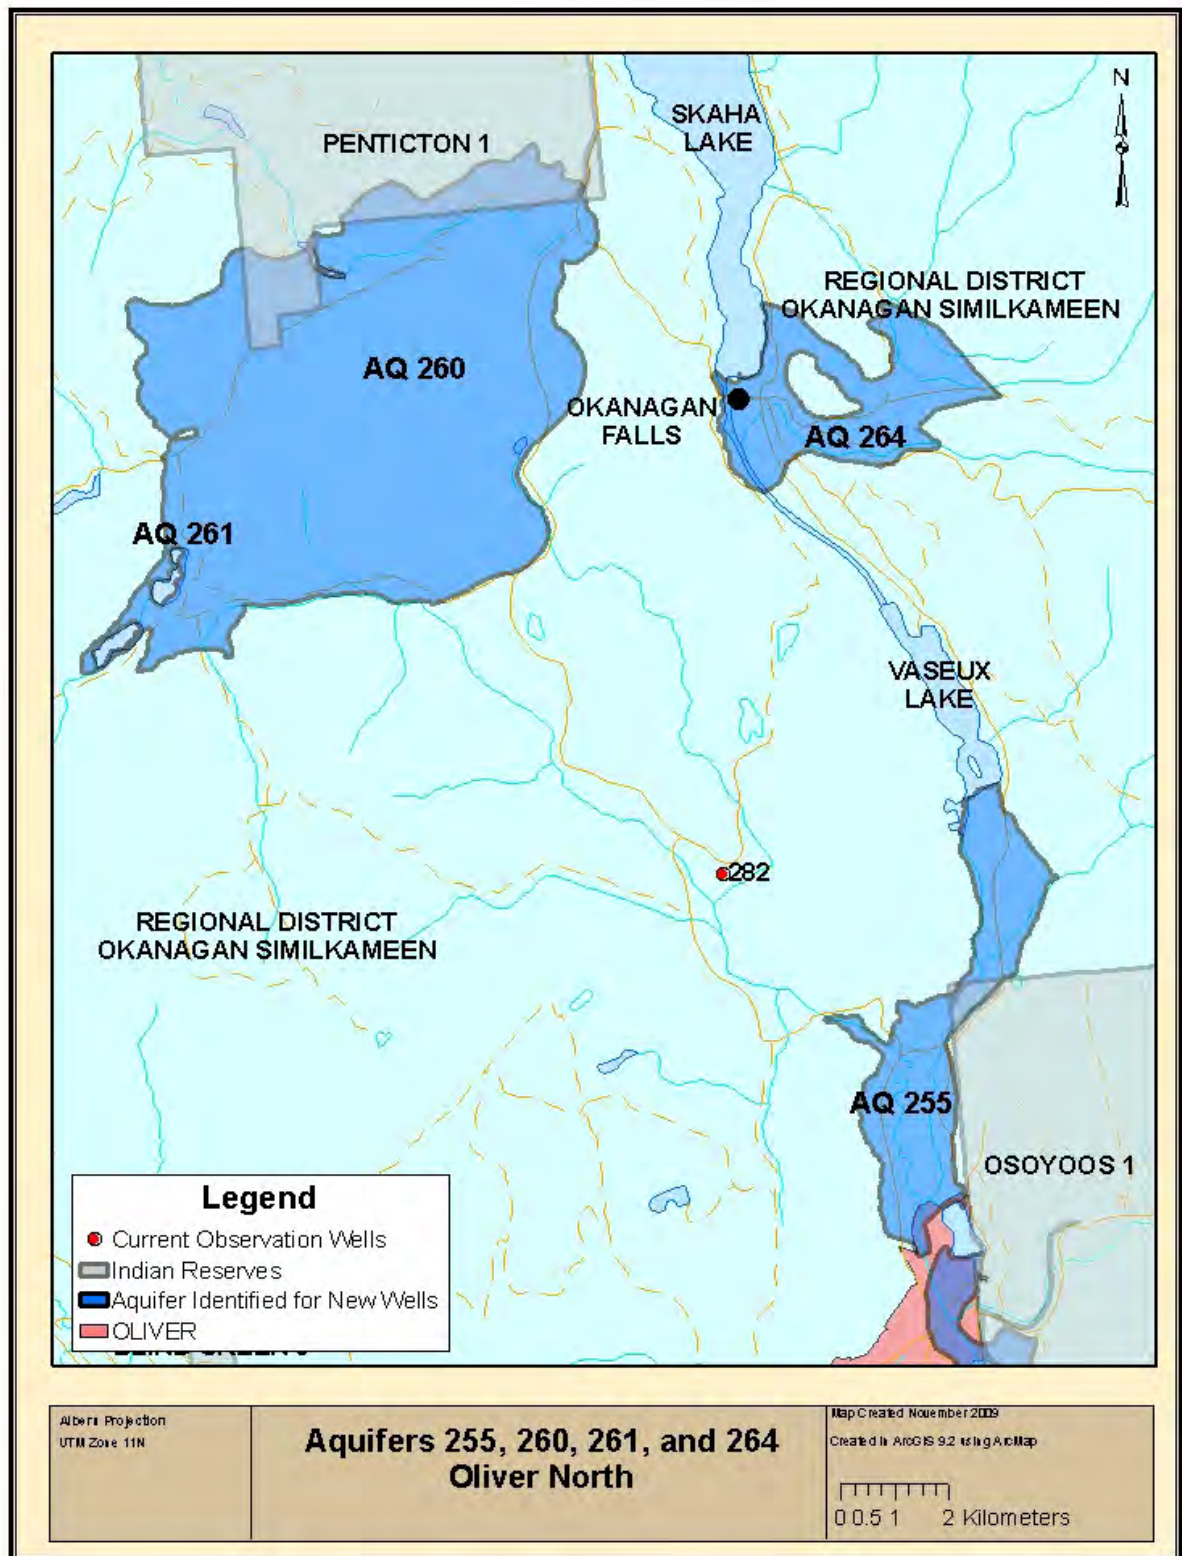 N
SKAHA
LAKE
PENTICTON 1
REGIONAL DISTRICT
OKANAGAN SIMILKAMEEN
AQ 260
OKANAGAN
FALLS
AQ 264
AQ 261
VASEUX
LAKE
282
REGIONAL DISTRICT
OKANAGAN SIMILKAMEEN
AQ 255
OSOYOOS 1
Legend
Current Observation Wells
Indian Reserves
Aquifer Identified for New Wells
OLIVER
Albers Projection
UTM Zone 11N
Aquifers 255, 260, 261, and 264
Oliver North
Map Created November 2009
Created in ArcGIS 9.2 using ArcMap
0 0.5 1 2 Kilometers